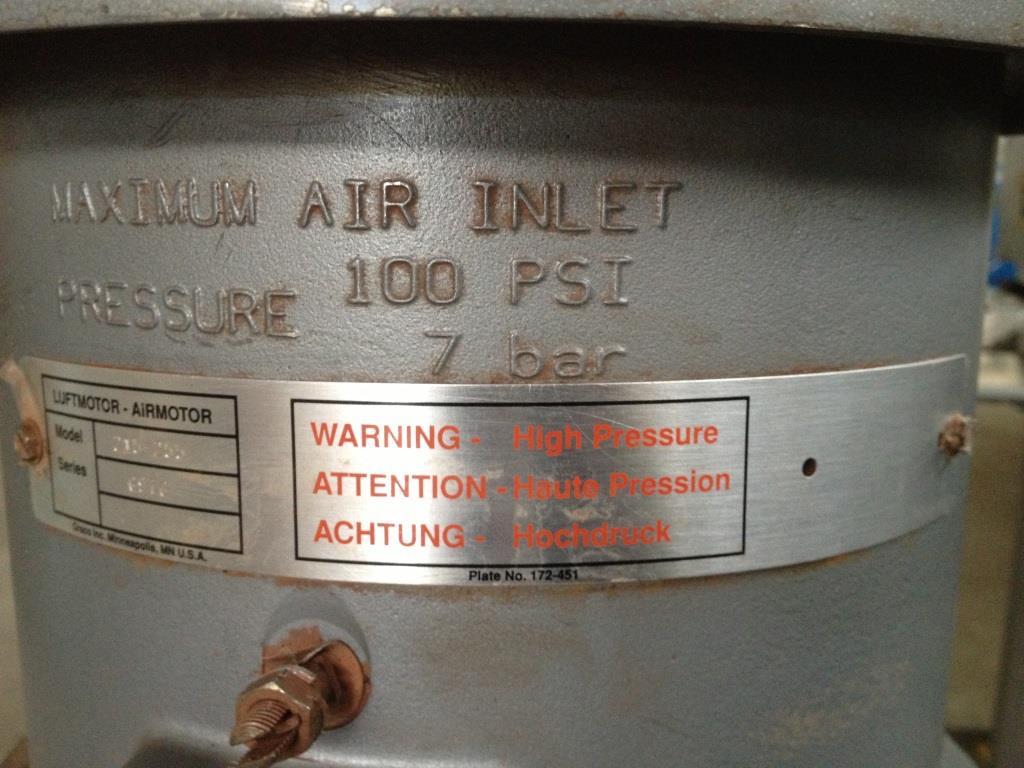 MAXIMUM AIR INLET
PRESSURE 100 PSI
7 bar
LUFTMOTOR - AIRMOTOR
Model
Series
Graco Inc. Minneapolis, MN U.S.A.
WARNING - High Pressure
ATTENTION - Haute Pression
ACHTUNG - Hochdruck
Plate No. 172-451